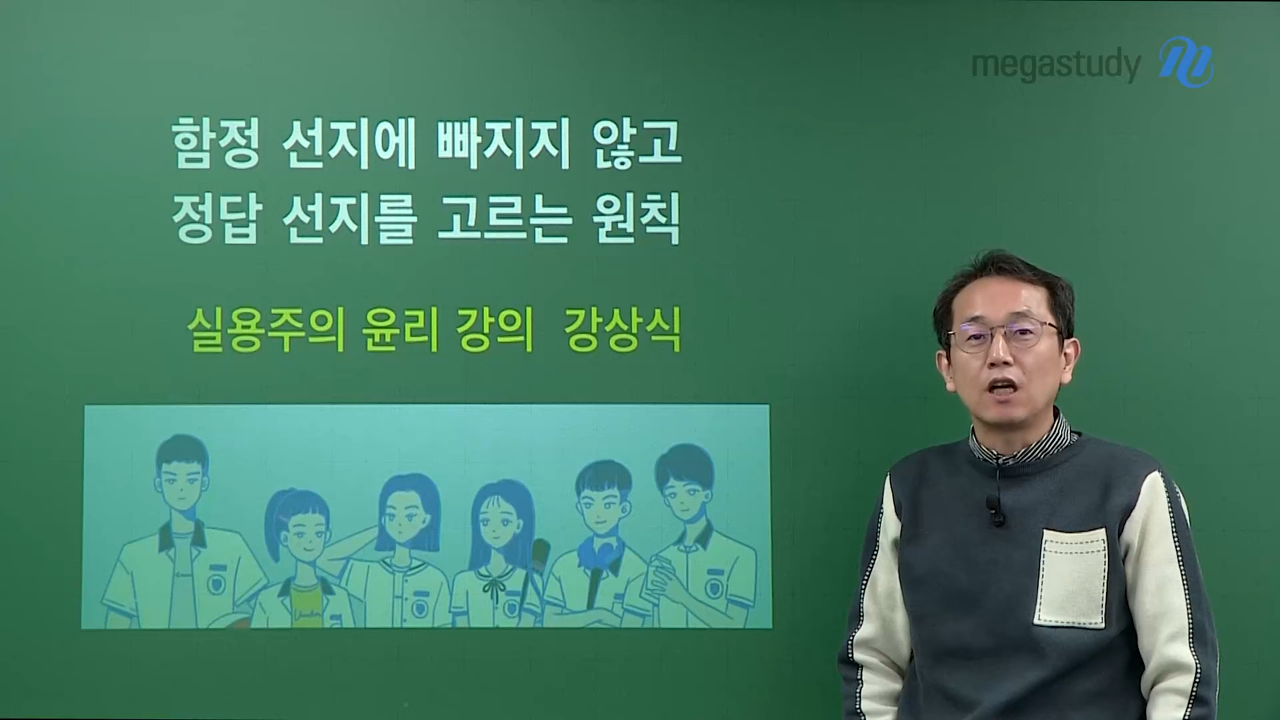 megastudy
함정 선지에 빠지지 않고
정답 선지를 고르는 원칙
실용주의 윤리 강의 강상식